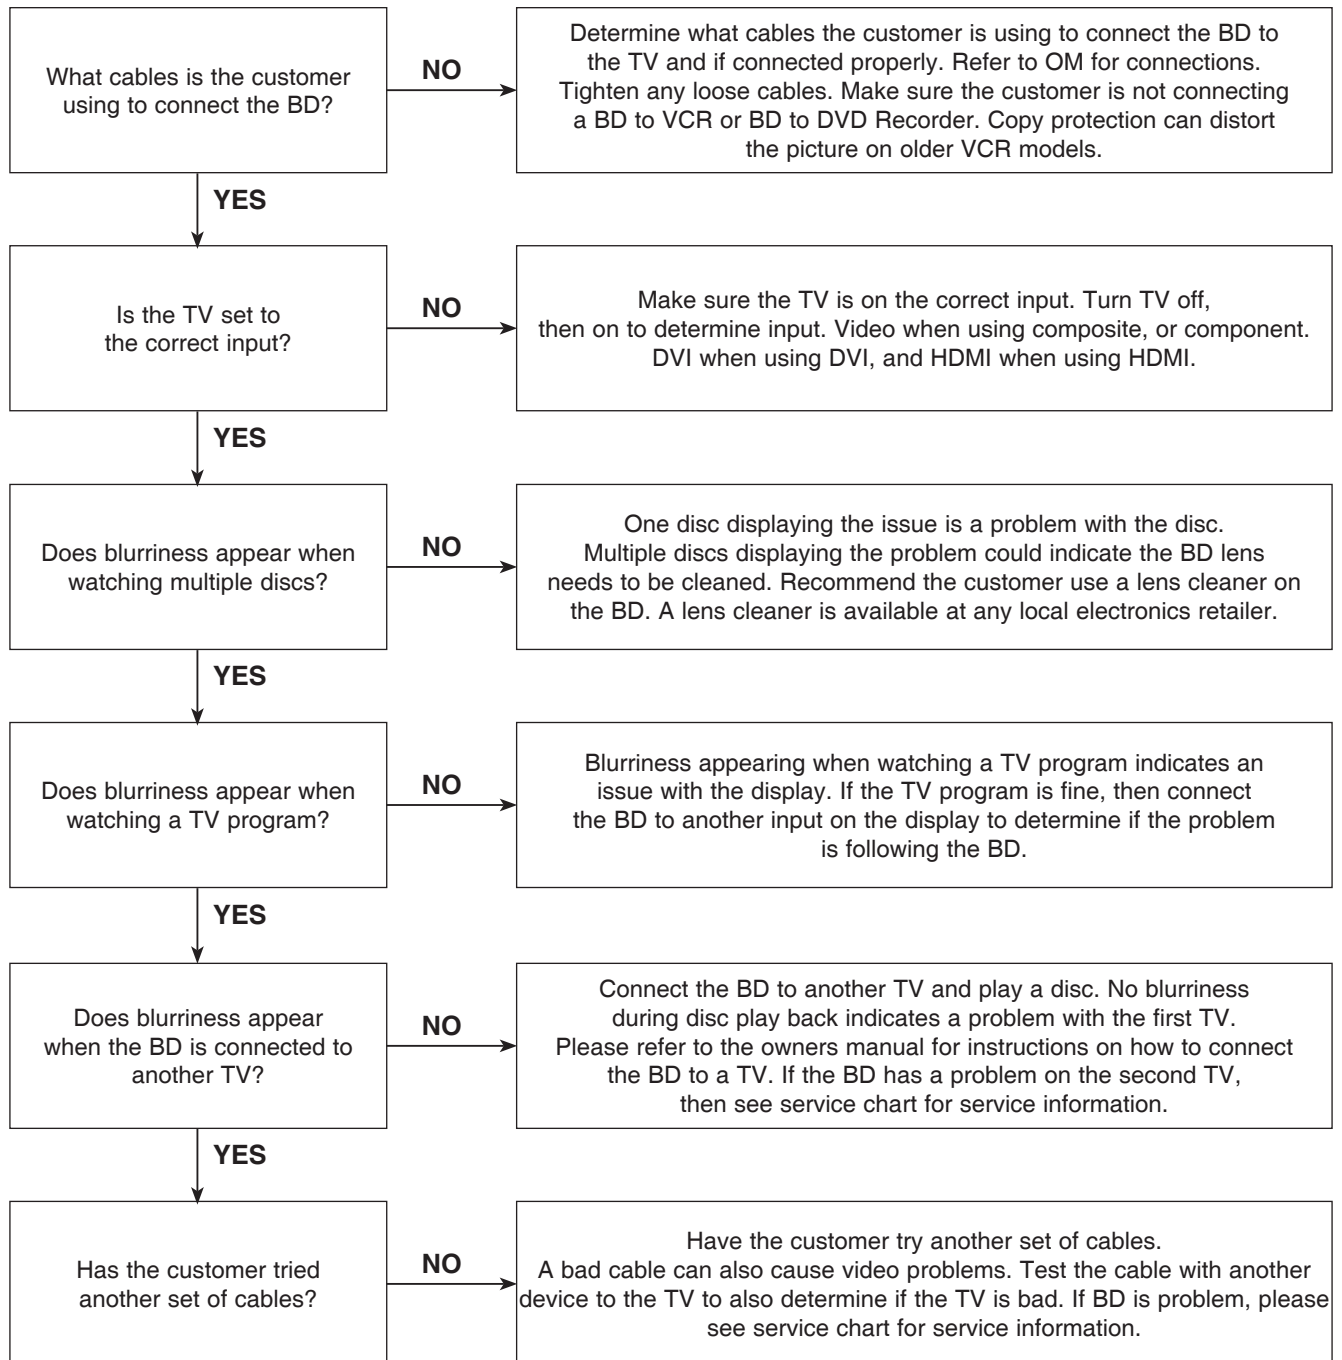 What cables is the customer
using to connect the BD?
NO
Determine what cables the customer is using to connect the BD to
the TV and if connected properly. Refer to OM for connections.
Tighten any loose cables. Make sure the customer is not connecting
a BD to VCR or BD to DVD Recorder. Copy protection can distort
the picture on older VCR models.
YES
Is the TV set to
the correct input?
NO
Make sure the TV is on the correct input. Turn TV off,
then on to determine input. Video when using composite, or component.
DVI when using DVI, and HDMI when using HDMI.
YES
Does blurriness appear when
watching multiple discs?
NO
One disc displaying the issue is a problem with the disc.
Multiple discs displaying the problem could indicate the BD lens
needs to be cleaned. Recommend the customer use a lens cleaner on
the BD. A lens cleaner is available at any local electronics retailer.
YES
Does blurriness appear when
watching a TV program?
NO
Blurriness appearing when watching a TV program indicates an
issue with the display. If the TV program is fine, then connect
the BD to another input on the display to determine if the problem
is following the BD.
YES
Does blurriness appear
when the BD is connected to
another TV?
NO
Connect the BD to another TV and play a disc. No blurriness
during disc play back indicates a problem with the first TV.
Please refer to the owners manual for instructions on how to connect
the BD to a TV. If the BD has a problem on the second TV,
then see service chart for service information.
YES
Has the customer tried
another set of cables?
NO
Have the customer try another set of cables.
A bad cable can also cause video problems. Test the cable with another
device to the TV to also determine if the TV is bad. If BD is problem, please
see service chart for service information.